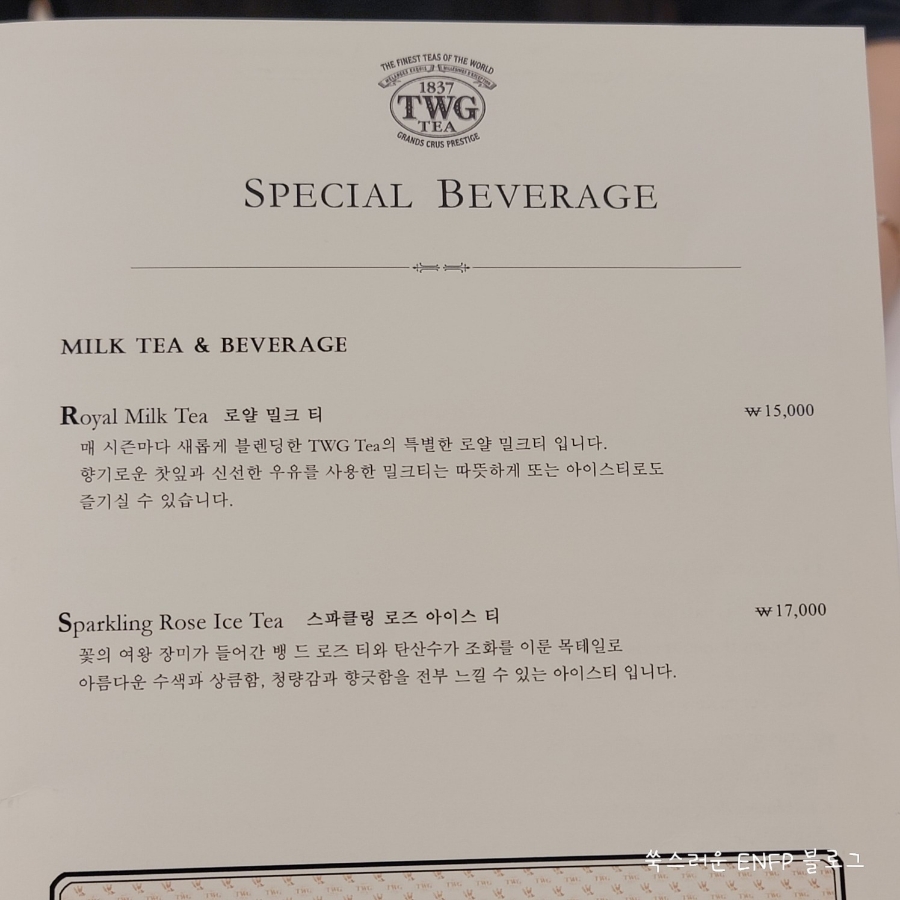 THE FINEST TEAS OF THE WORLD
1837
TWG
TEA
GRANDS CRUS PRESTIGE
SPECIAL BEVERAGE
MILK TEA & BEVERAGE
Royal Milk Tea 로얄 밀크 티 ₩15,000
매 시즌마다 새롭게 블렌딩한 TWG Tea의 특별한 로얄 밀크티 입니다.
향기로운 찻잎과 신선한 우유를 사용한 밀크티는 따뜻하게 또는 아이스티로도
즐기실 수 있습니다.
Sparkling Rose Ice Tea 스파클링 로즈 아이스 티 ₩17,000
꽃의 여왕 장미가 들어간 뱅 드 로즈 티와 탄산수가 조화를 이룬 목테일로
아름다운 수색과 상큼함, 청량감과 향긋함을 전부 느낄 수 있는 아이스티 입니다.
쑥스러운 ENFP 블로그